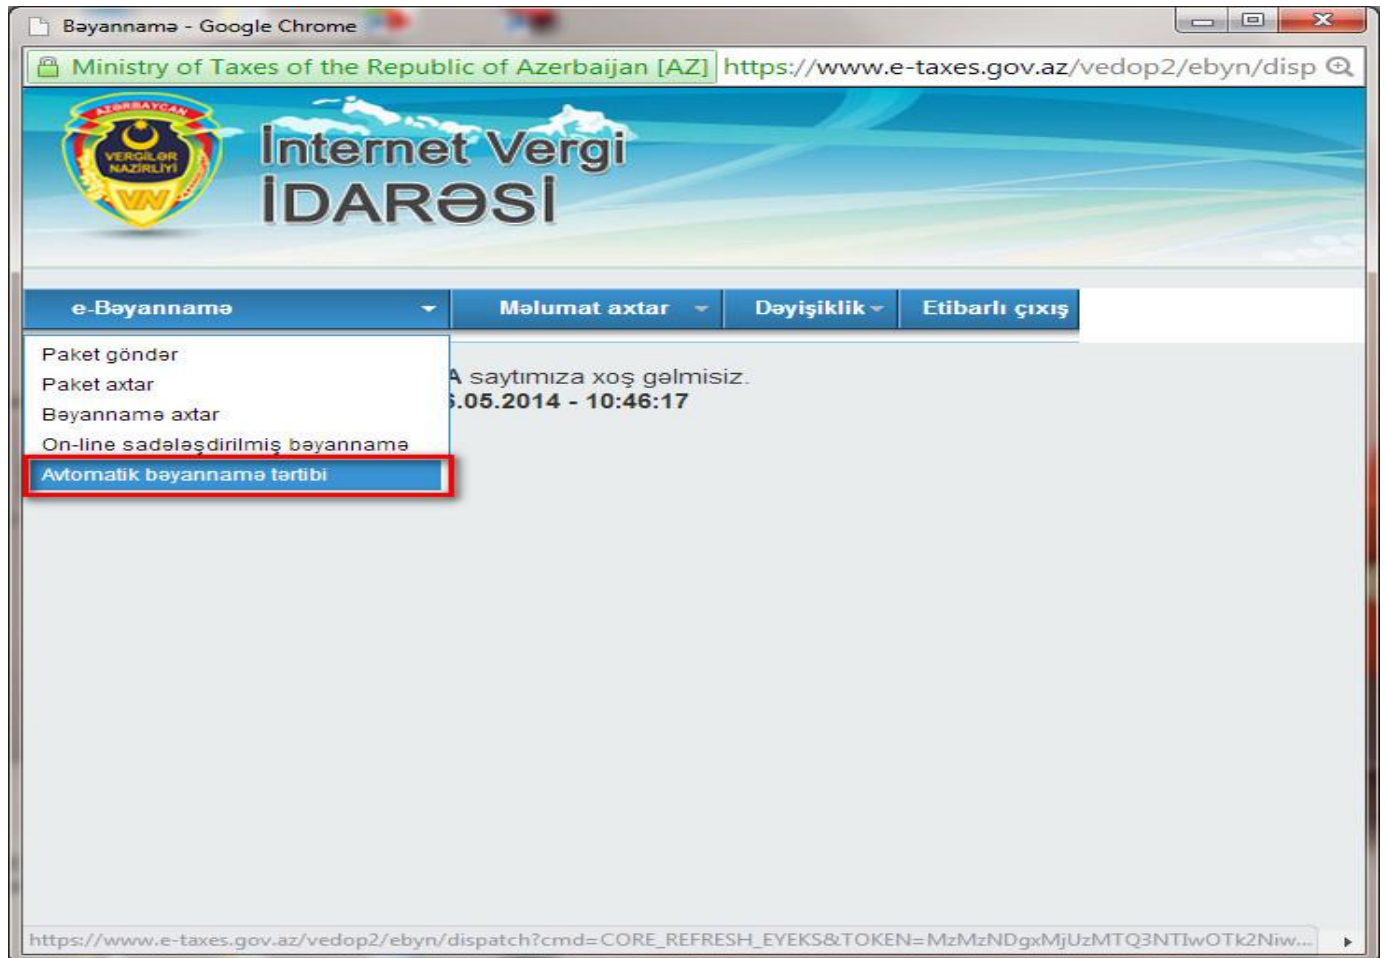 Bəyannamə - Google Chrome
Ministry of Taxes of the Republic of Azerbaijan [AZ] https://www.e-taxes.gov.az/vedop2/ebyn/disp
AZƏRBAYCAN
VERGİLƏR
NAZİRLİYİ
VN
İnternet Vergi
İDARƏSİ
e-Bəyannamə Məlumat axtar Dəyişiklik Etibarlı çıxış
Paket göndər
A saytımıza xoş gəlmisiz.
Paket axtar
.05.2014 - 10:46:17
Bəyannamə axtar
On-line sadələşdirilmiş bəyannamə
Avtomatik bəyannamə tərtibi
https://www.e-taxes.gov.az/vedop2/ebyn/dispatch?cmd=CORE_REFRESH_EYEKS&TOKEN=MzMzNDgxMjUzMTQ3NTIwOTk2Niw...